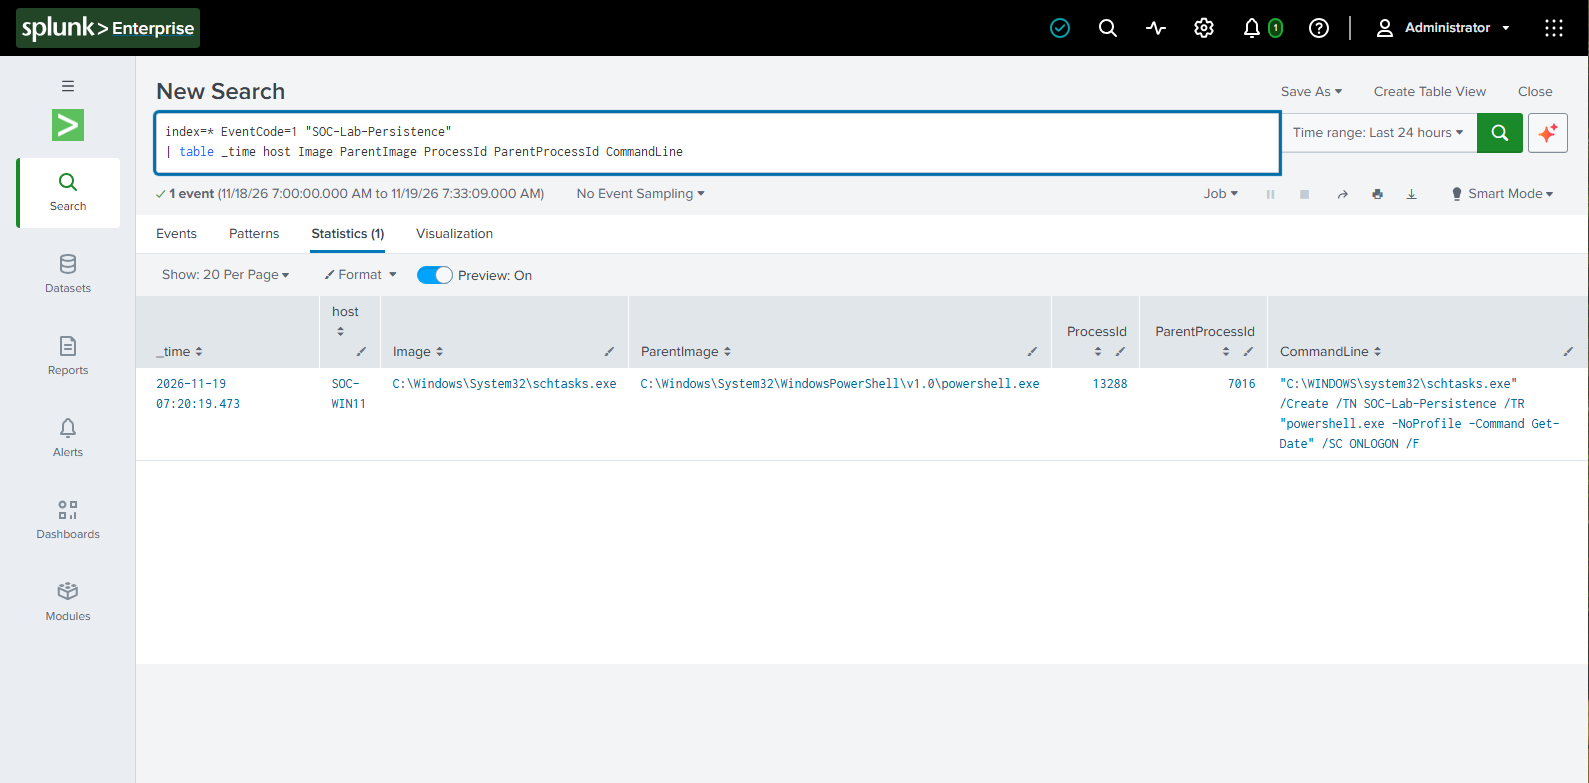 splunk>Enterprise
1
Administrator
New Search
Save As
Create Table View
Close
index=* EventCode=1 "SOC-Lab-Persistence"
| table _time host Image ParentImage ProcessId ParentProcessId CommandLine
Time range: Last 24 hours
1 event (11/18/26 7:00:00.000 AM to 11/19/26 7:33:09.000 AM)
No Event Sampling
Job
Smart Mode
Search
Datasets
Reports
Alerts
Dashboards
Modules
Events
Patterns
Statistics (1)
Visualization
Show: 20 Per Page
Format
Preview: On
_time
host
Image
ParentImage
ProcessId
ParentProcessId
CommandLine
2026-11-19
07:20:19.473
SOC-
WIN11
C:\Windows\System32\schtasks.exe
C:\Windows\System32\WindowsPowerShell\v1.0\powershell.exe
13288
7016
"C:\WINDOWS\system32\schtasks.exe"
/Create /TN SOC-Lab-Persistence /TR
"powershell.exe -NoProfile -Command Get-
Date" /SC ONLOGON /F